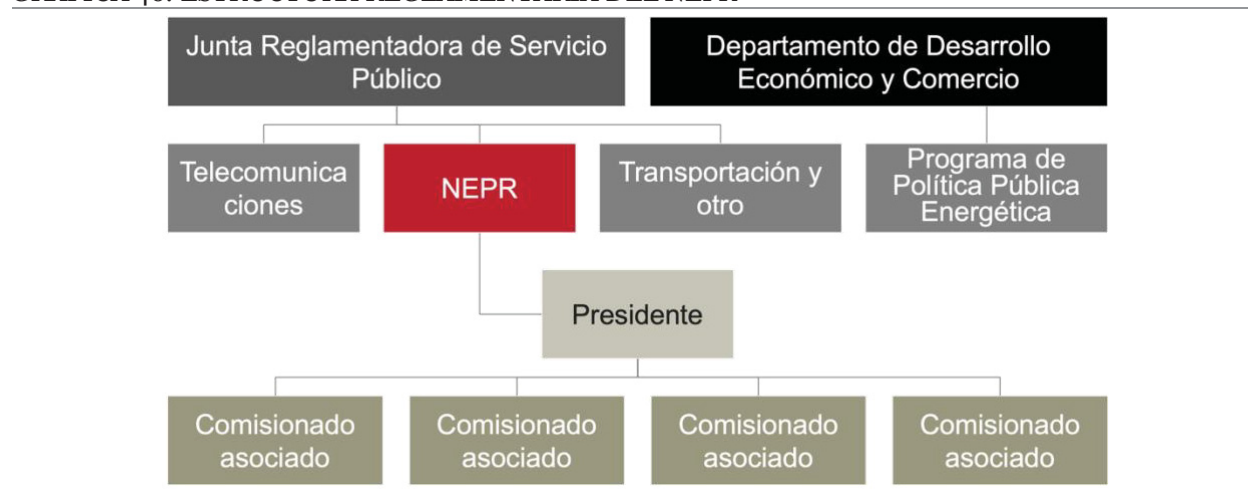 Junta Reglamentadora de Servicio
Público
Departamento de Desarrollo
Económico y Comercio
Telecomunica
ciones
NEPR
Transportación y
otro
Programa de
Política Pública
Energética
Presidente
Comisionado
asociado
Comisionado
asociado
Comisionado
asociado
Comisionado
asociado